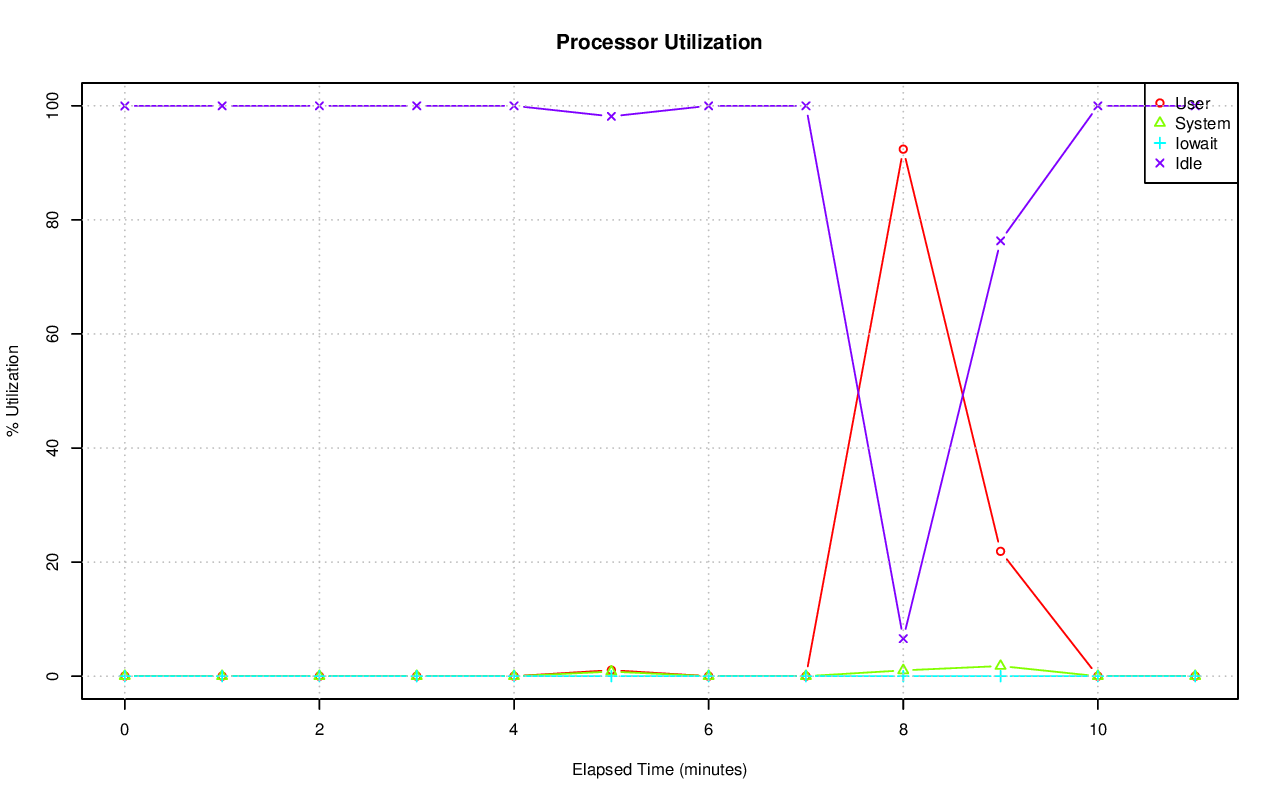 Processor Utilization
100
80
60
40
20
0
% Utilization
User
System
Iowait
Idle
0 2 4 6 8 10
Elapsed Time (minutes)